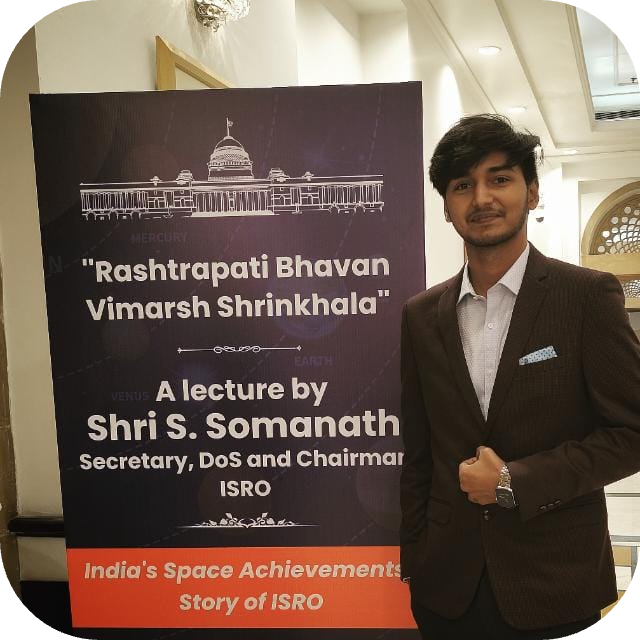 MERCURY
"Rashtrapati Bhavan
Vimarsh Shrinkhala"
EARTH
VENUS
A lecture by
Shri S. Somanath
Secretary, DoS and Chairman
ISRO
India's Space Achievements
Story of ISRO